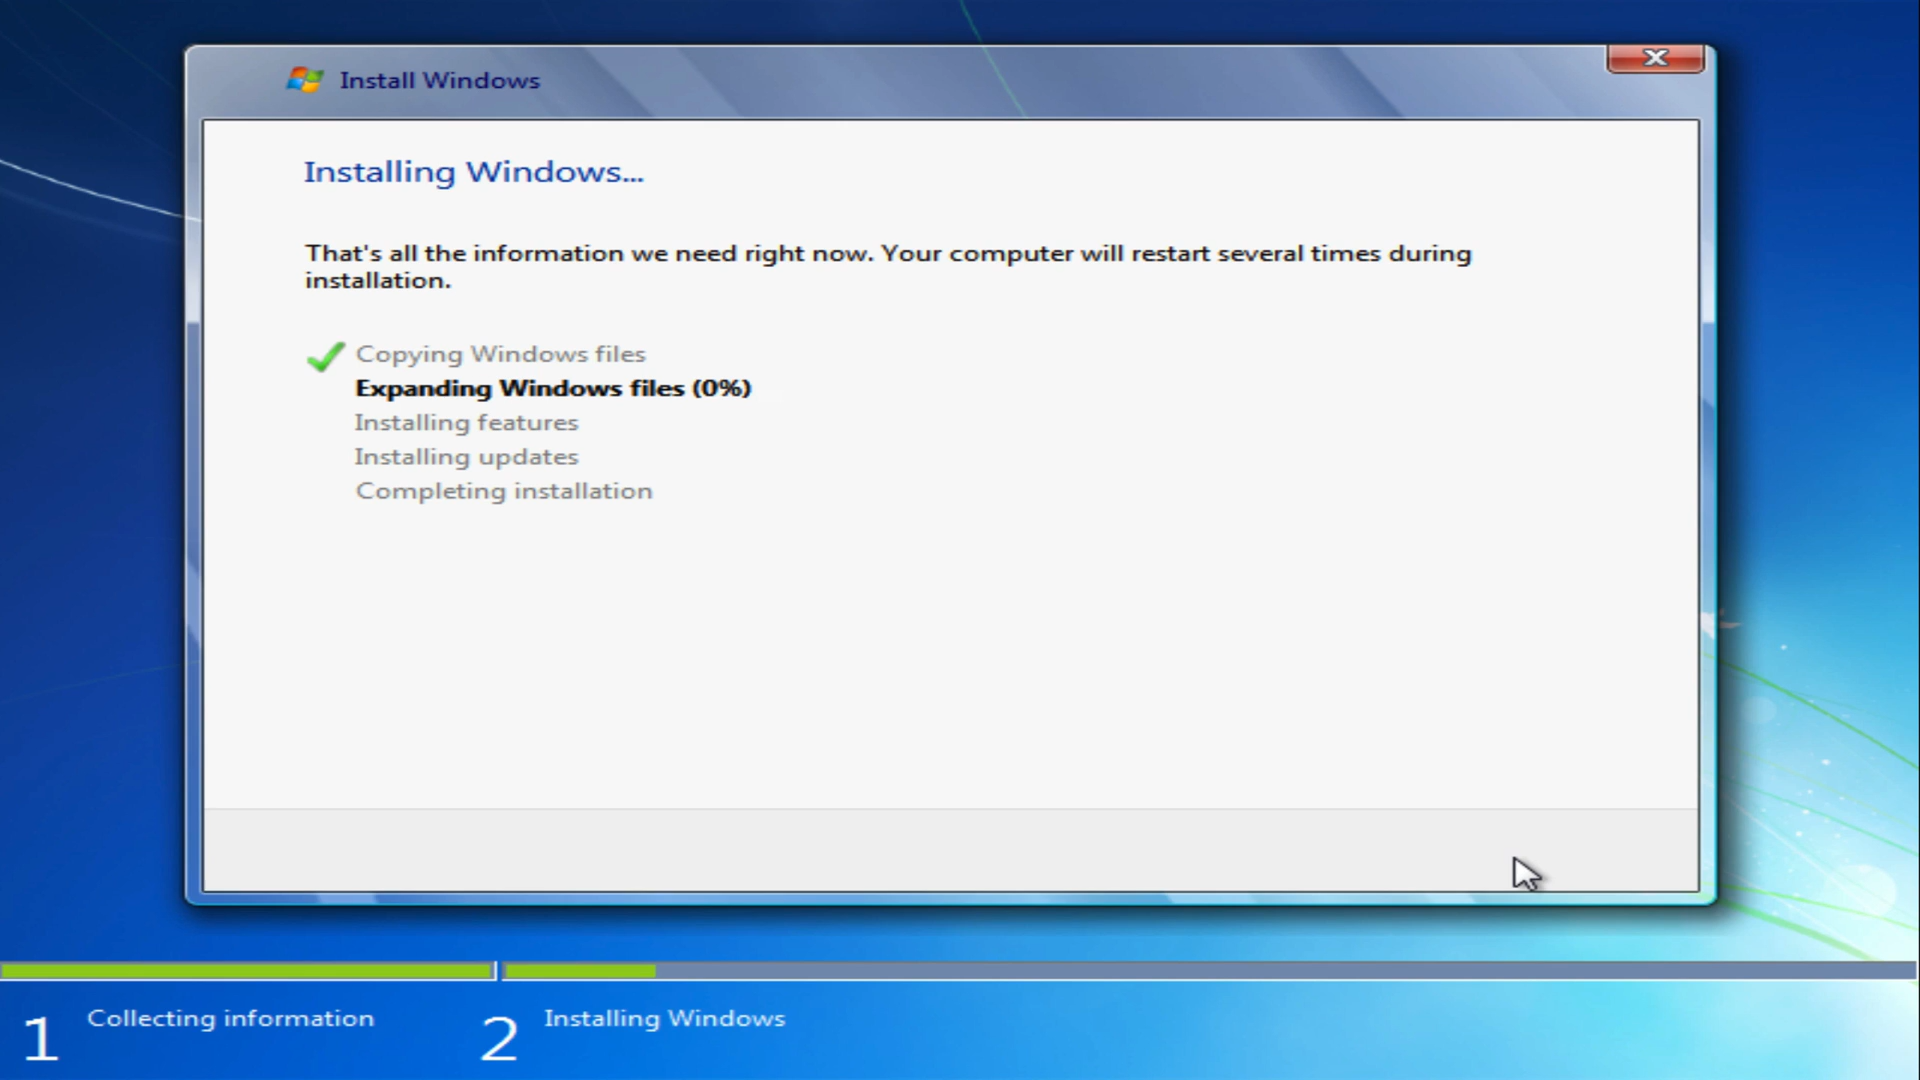 Install Windows
Installing Windows...
That's all the information we need right now. Your computer will restart several times during
installation.
Copying Windows files
Expanding Windows files (0%)
Installing features
Installing updates
Completing installation
1 Collecting information
2 Installing Windows